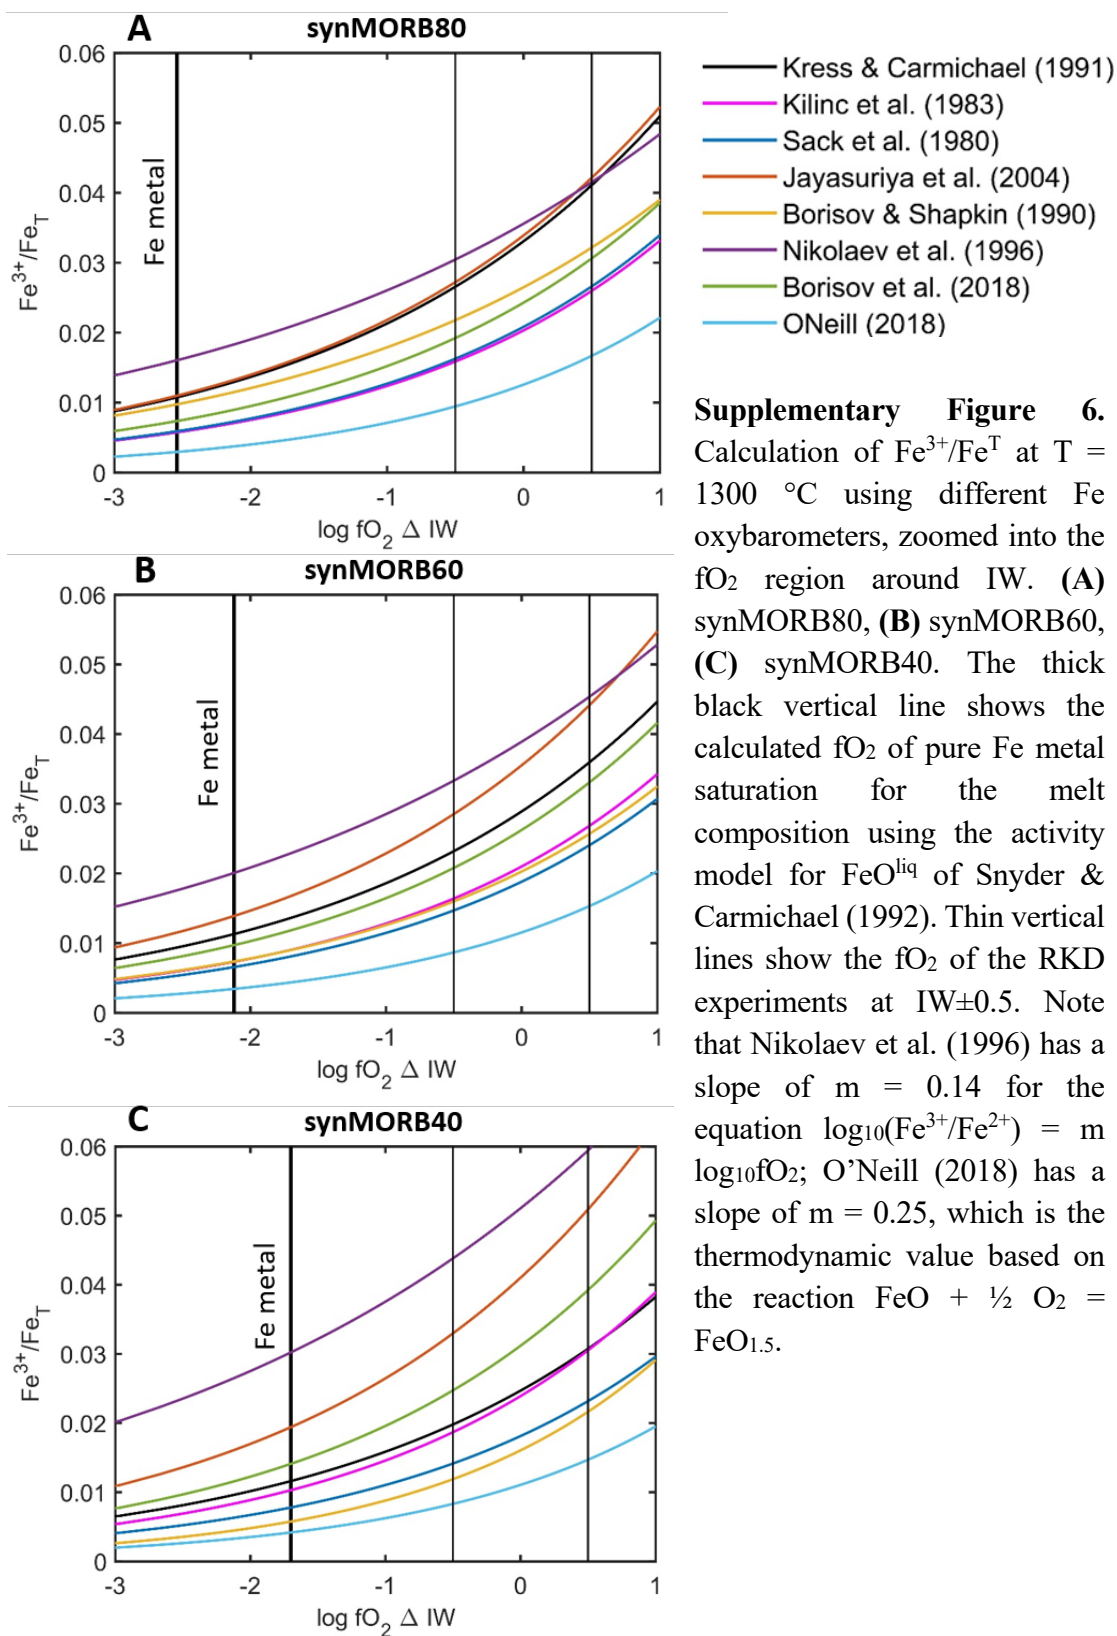 A
synMORB80
0.06
0.05
0.04
0.03
0.02
0.01
0
Fe3+/FeT
Fe metal
-3
-2
-1
0
1
log fO2 Δ IW
Kress & Carmichael (1991)
Kilinc et al. (1983)
Sack et al. (1980)
Jayasuriya et al. (2004)
Borisov & Shapkin (1990)
Nikolaev et al. (1996)
Borisov et al. (2018)
ONeill (2018)
B
synMORB60
0.06
0.05
0.04
0.03
0.02
0.01
0
Fe3+/FeT
Fe metal
-3
-2
-1
0
1
log fO2 Δ IW
C
synMORB40
0.06
0.05
0.04
0.03
0.02
0.01
0
Fe3+/FeT
Fe metal
-3
-2
-1
0
1
log fO2 Δ IW
Supplementary Figure 6.
Calculation of Fe3+/FeT at T =
1300 °C using different Fe
oxybarometers, zoomed into the
fO2 region around IW. (A)
synMORB80, (B) synMORB60,
(C) synMORB40. The thick
black vertical line shows the
calculated fO2 of pure Fe metal
saturation for the melt
composition using the activity
model for FeOliq of Snyder &
Carmichael (1992). Thin vertical
lines show the fO2 of the RKD
experiments at IW±0.5. Note
that Nikolaev et al. (1996) has a
slope of m = 0.14 for the
equation log10(Fe3+/Fe2+) = m
log10fO2; O’Neill (2018) has a
slope of m = 0.25, which is the
thermodynamic value based on
the reaction FeO + ½ O2 =
FeO1.5.